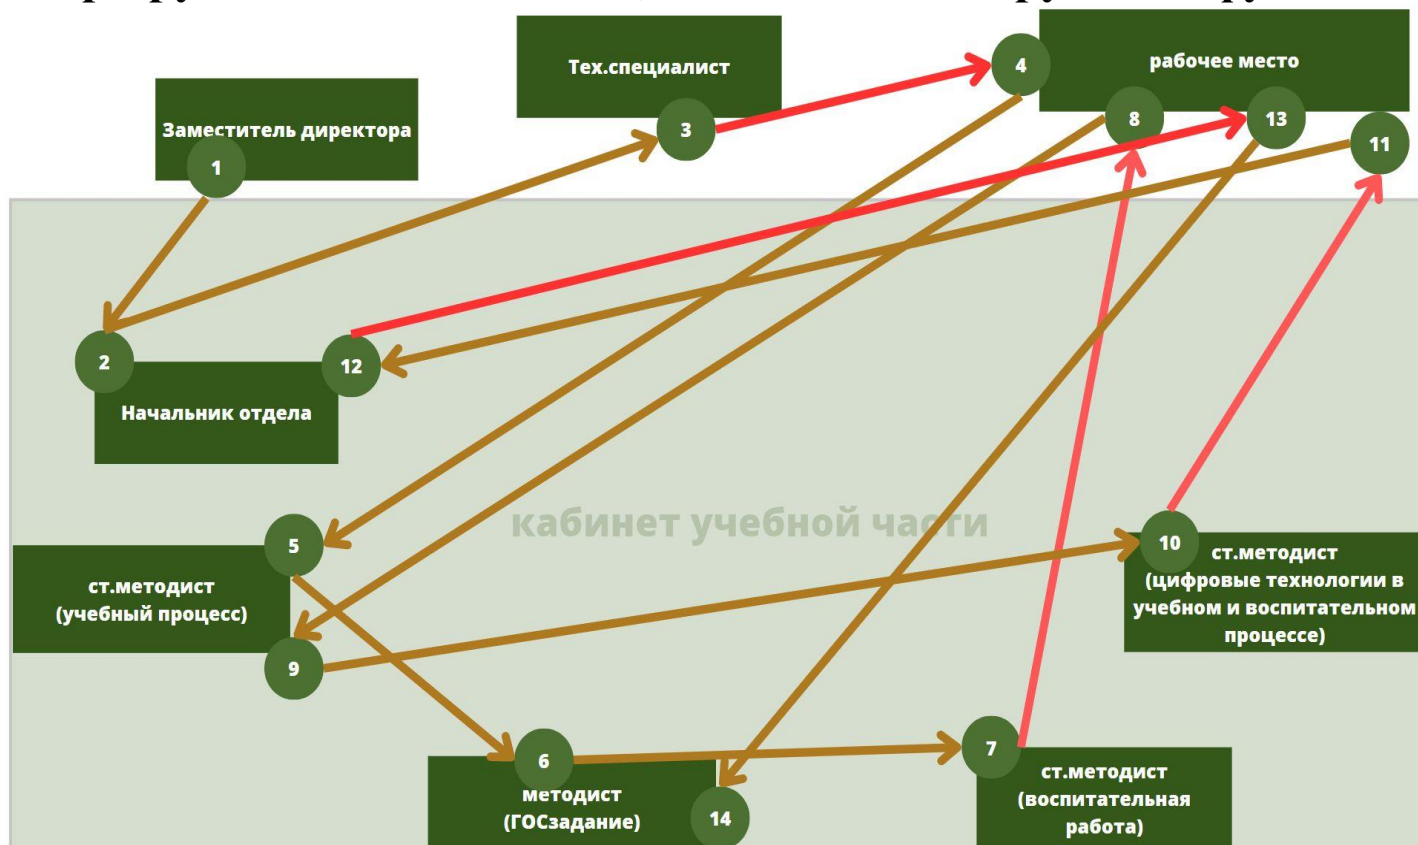 Тех.специалист
4
рабочее место
Заместитель директора
3
8
13
11
1
2
12
Начальник отдела
кабинет учебной части
5
ст.методист
(учебный процесс)
10
ст.методист
(цифровые технологии в
учебном и воспитательном
процессе)
9
6
методист
(ГОСзадание)
14
7
ст.методист
(воспитательная
работа)